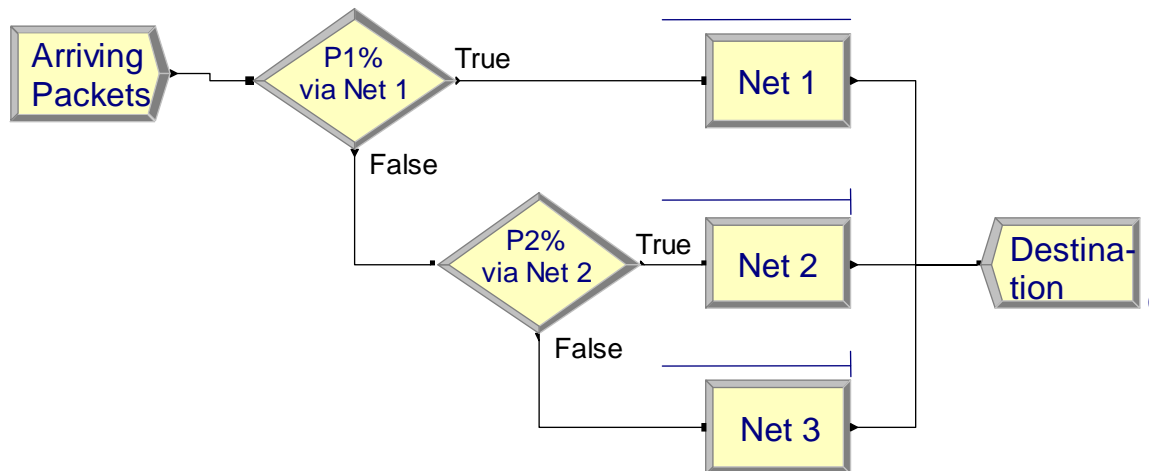 Arriving
Packets
P1%
via Net 1
True
Net 1
False
P2%
via Net 2
True
Net 2
Destina-
tion
False
Net 3